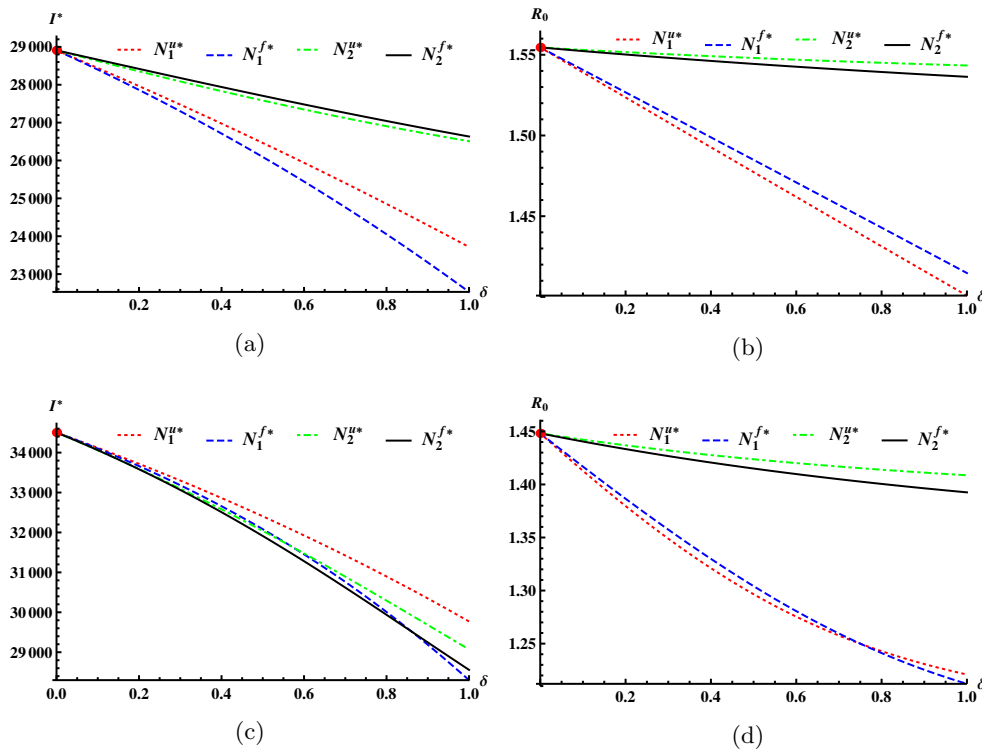 I*
N₁ᵘ* N₁ᶠ* N₂ᵘ* N₂ᶠ*
29 000
28 000
27 000
26 000
25 000
24 000
23 000
0.2 0.4 0.6 0.8 1.0 δ
(a)
R₀
N₁ᵘ* N₁ᶠ* N₂ᵘ* N₂ᶠ*
1.55
1.50
1.45
0.2 0.4 0.6 0.8 1.0 δ
(b)
I*
N₁ᵘ* N₁ᶠ* N₂ᵘ* N₂ᶠ*
34 000
33 000
32 000
31 000
30 000
29 000
0.0 0.2 0.4 0.6 0.8 1.0 δ
(c)
R₀
N₁ᵘ* N₁ᶠ* N₂ᵘ* N₂ᶠ*
1.45
1.40
1.35
1.30
1.25
0.2 0.4 0.6 0.8 1.0 δ
(d)